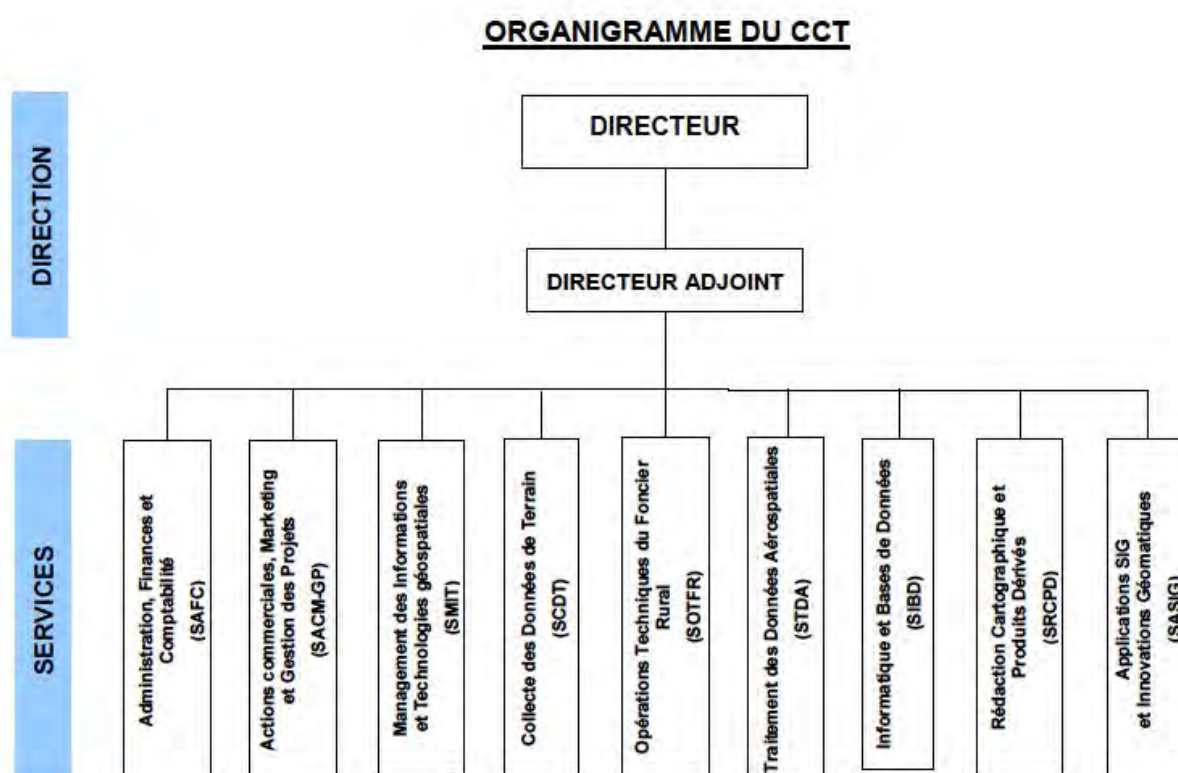 ORGANIGRAMME DU CCT
DIRECTION
DIRECTEUR
DIRECTEUR ADJOINT
SERVICES
Administration, Finances et
Comptabilité
(SAFC)
Actions commerciales, Marketing
et Gestion des Projets
(SACM-GP)
Management des Informations
et Technologies géospatiales
(SMIT)
Collecte des Données de Terrain
(SCDT)
Opérations Techniques du Foncier
Rural
(SOTFR)
Traitement des Données Aérospatiales
(STDA)
Informatique et Bases de Données
(SIBD)
Rédaction Cartographique et
Produits Dérivés
(SRCPD)
Applications SIG
et Innovations Géomatiques
(SASIG)